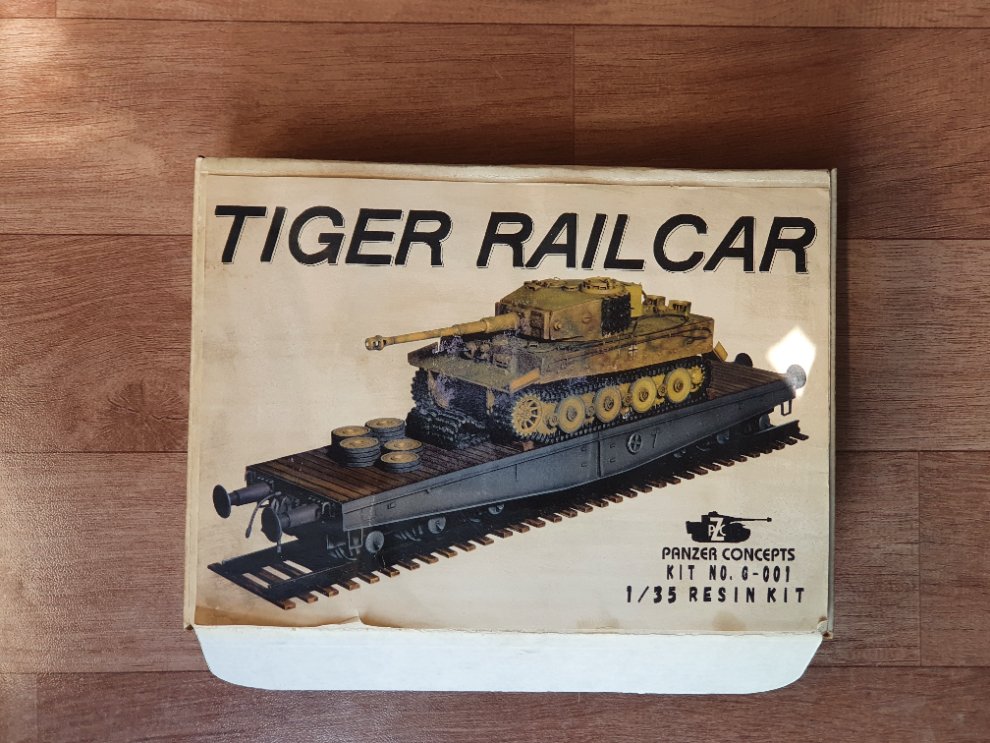 TIGER RAILCAR
PZC
PANZER CONCEPTS
KIT NO. G-001
1/35 RESIN KIT